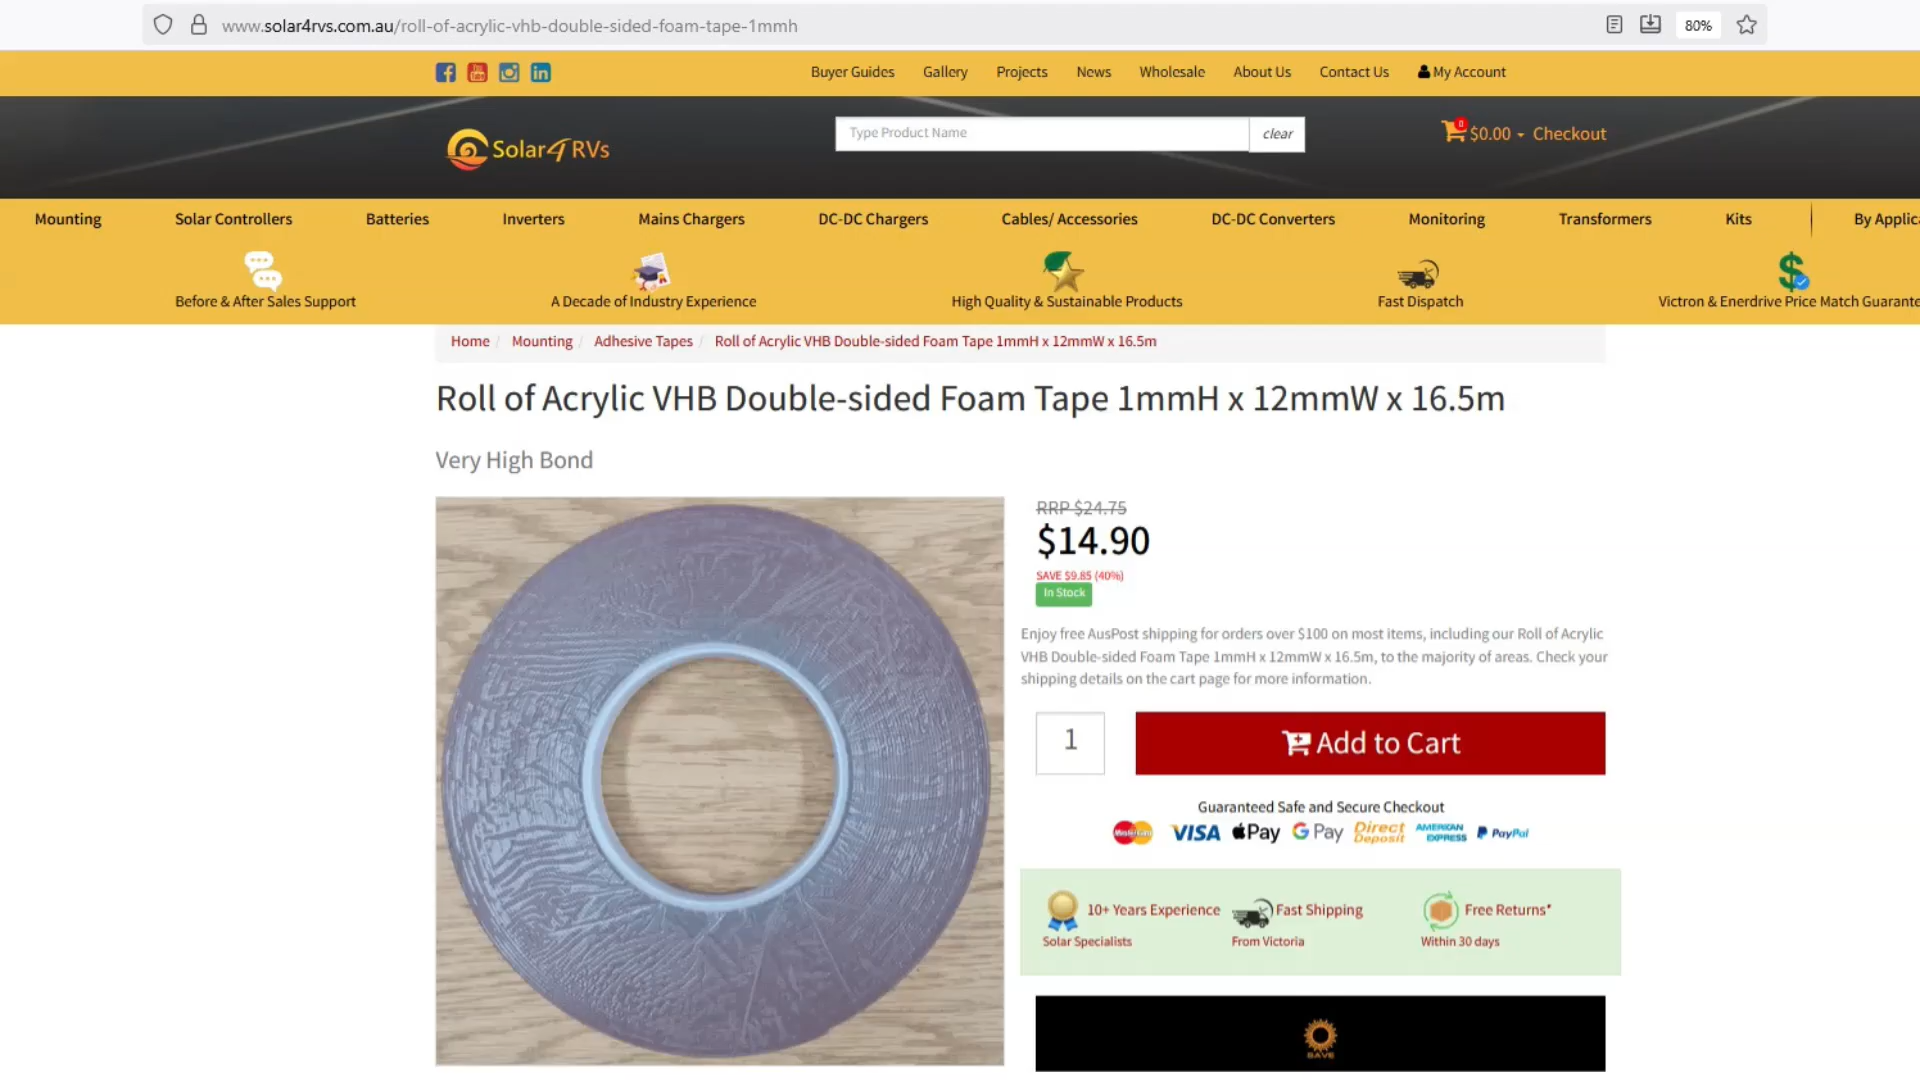 www.solar4rvs.com.au/roll-of-acrylic-vhb-double-sided-foam-tape-1mmh
80%
Buyer Guides Gallery Projects News Wholesale About Us Contact Us My Account
Solar4RVs
Type Product Name
clear
0
$0.00 Checkout
Mounting Solar Controllers Batteries Inverters Mains Chargers DC-DC Chargers Cables/ Accessories DC-DC Converters Monitoring Transformers Kits By Applica
Before & After Sales Support A Decade of Industry Experience High Quality & Sustainable Products Fast Dispatch Victron & Enerdrive Price Match Guarante
Home / Mounting / Adhesive Tapes / Roll of Acrylic VHB Double-sided Foam Tape 1mmH x 12mmW x 16.5m
Roll of Acrylic VHB Double-sided Foam Tape 1mmH x 12mmW x 16.5m
Very High Bond
RRP $24.75
$14.90
SAVE $9.85 (40%)
In Stock
Enjoy free AusPost shipping for orders over $100 on most items, including our Roll of Acrylic
VHB Double-sided Foam Tape 1mmH x 12mmW x 16.5m, to the majority of areas. Check your
shipping details on the cart page for more information.
1
Add to Cart
Guaranteed Safe and Secure Checkout
MasterCard VISA Pay G Pay Direct Deposit AMERICAN EXPRESS PayPal
10+ Years Experience Fast Shipping Free Returns*
Solar Specialists From Victoria Within 30 days
SAVE